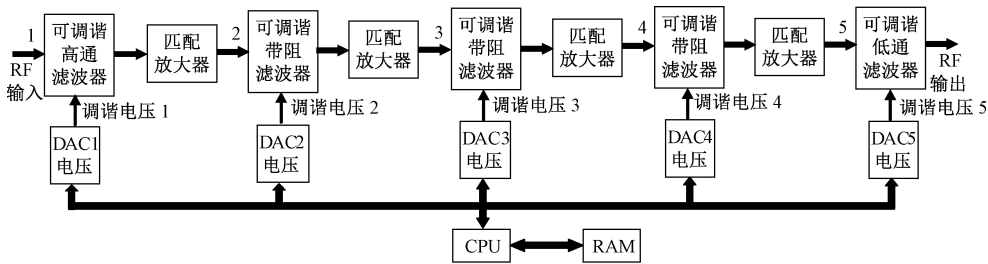 1
RF
输入
可调谐
高通
滤波器
匹配
放大器
2
可调谐
带阻
滤波器
匹配
放大器
3
可调谐
带阻
滤波器
匹配
放大器
4
可调谐
带阻
滤波器
匹配
放大器
5
可调谐
低通
滤波器
RF
输出
调谐电压 1
调谐电压 2
调谐电压 3
调谐电压 4
调谐电压 5
DAC1
电压
DAC2
电压
DAC3
电压
DAC4
电压
DAC5
电压
CPU
RAM